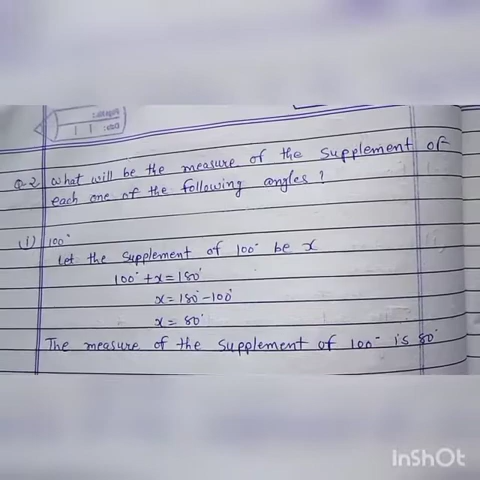 Q-2 What will be the measure of the supplement of
each one of the following angles?
(1) 100°
Let the supplement of 100° be x
100° + x = 180°
x = 180° - 100°
x = 80°
The measure of the supplement of 100° is 80°
InShOt